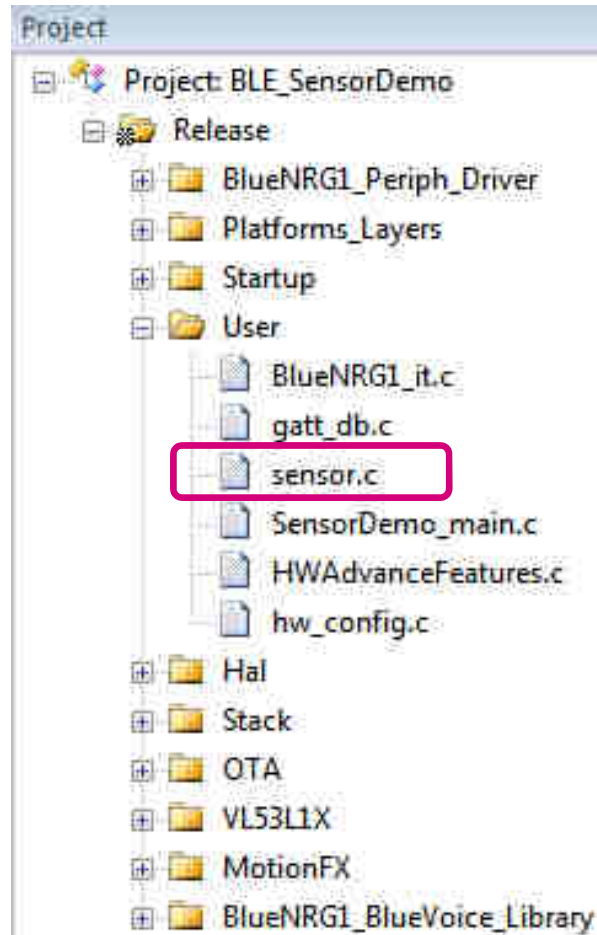 Project
Project: BLE_SensorDemo
Release
BlueNRG1_Periph_Driver
Platforms_Layers
Startup
User
BlueNRG1_it.c
gatt_db.c
sensor.c
SensorDemo_main.c
HWAdvanceFeatures.c
hw_config.c
Hal
Stack
OTA
VL53L1X
MotionFX
BlueNRG1_BlueVoice_Library